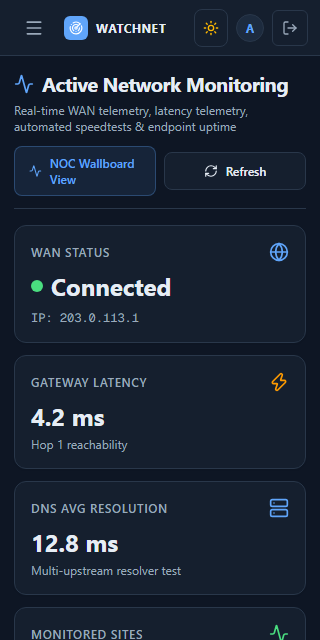 WATCHNET
A
Active Network Monitoring
Real-time WAN telemetry, latency telemetry,
automated speedtests & endpoint uptime
NOC Wallboard
View
Refresh
WAN STATUS
Connected
IP: 203.0.113.1
GATEWAY LATENCY
4.2 ms
Hop 1 reachability
DNS AVG RESOLUTION
12.8 ms
Multi-upstream resolver test
MONITORED SITES